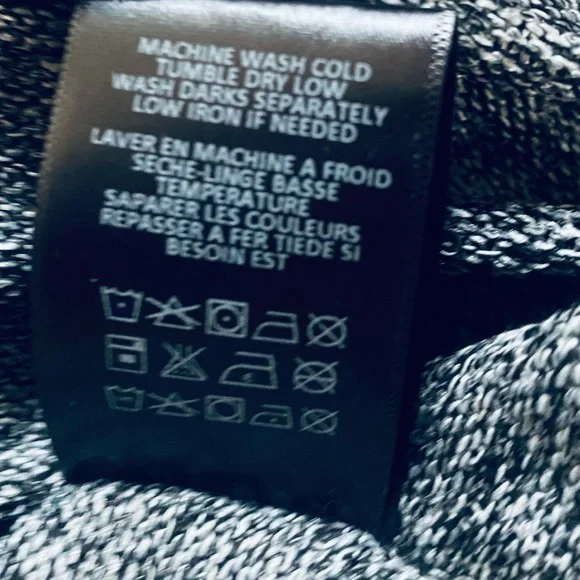 MACHINE WASH COLD
TUMBLE DRY LOW
WASH DARKS SEPARATELY
LOW IRON IF NEEDED
LAVER EN MACHINE A FROID
SECHE-LINGE BASSE
TEMPERATURE
SAPARER LES COULEURS
REPASSER A FER TIEDE SI
BESOIN EST